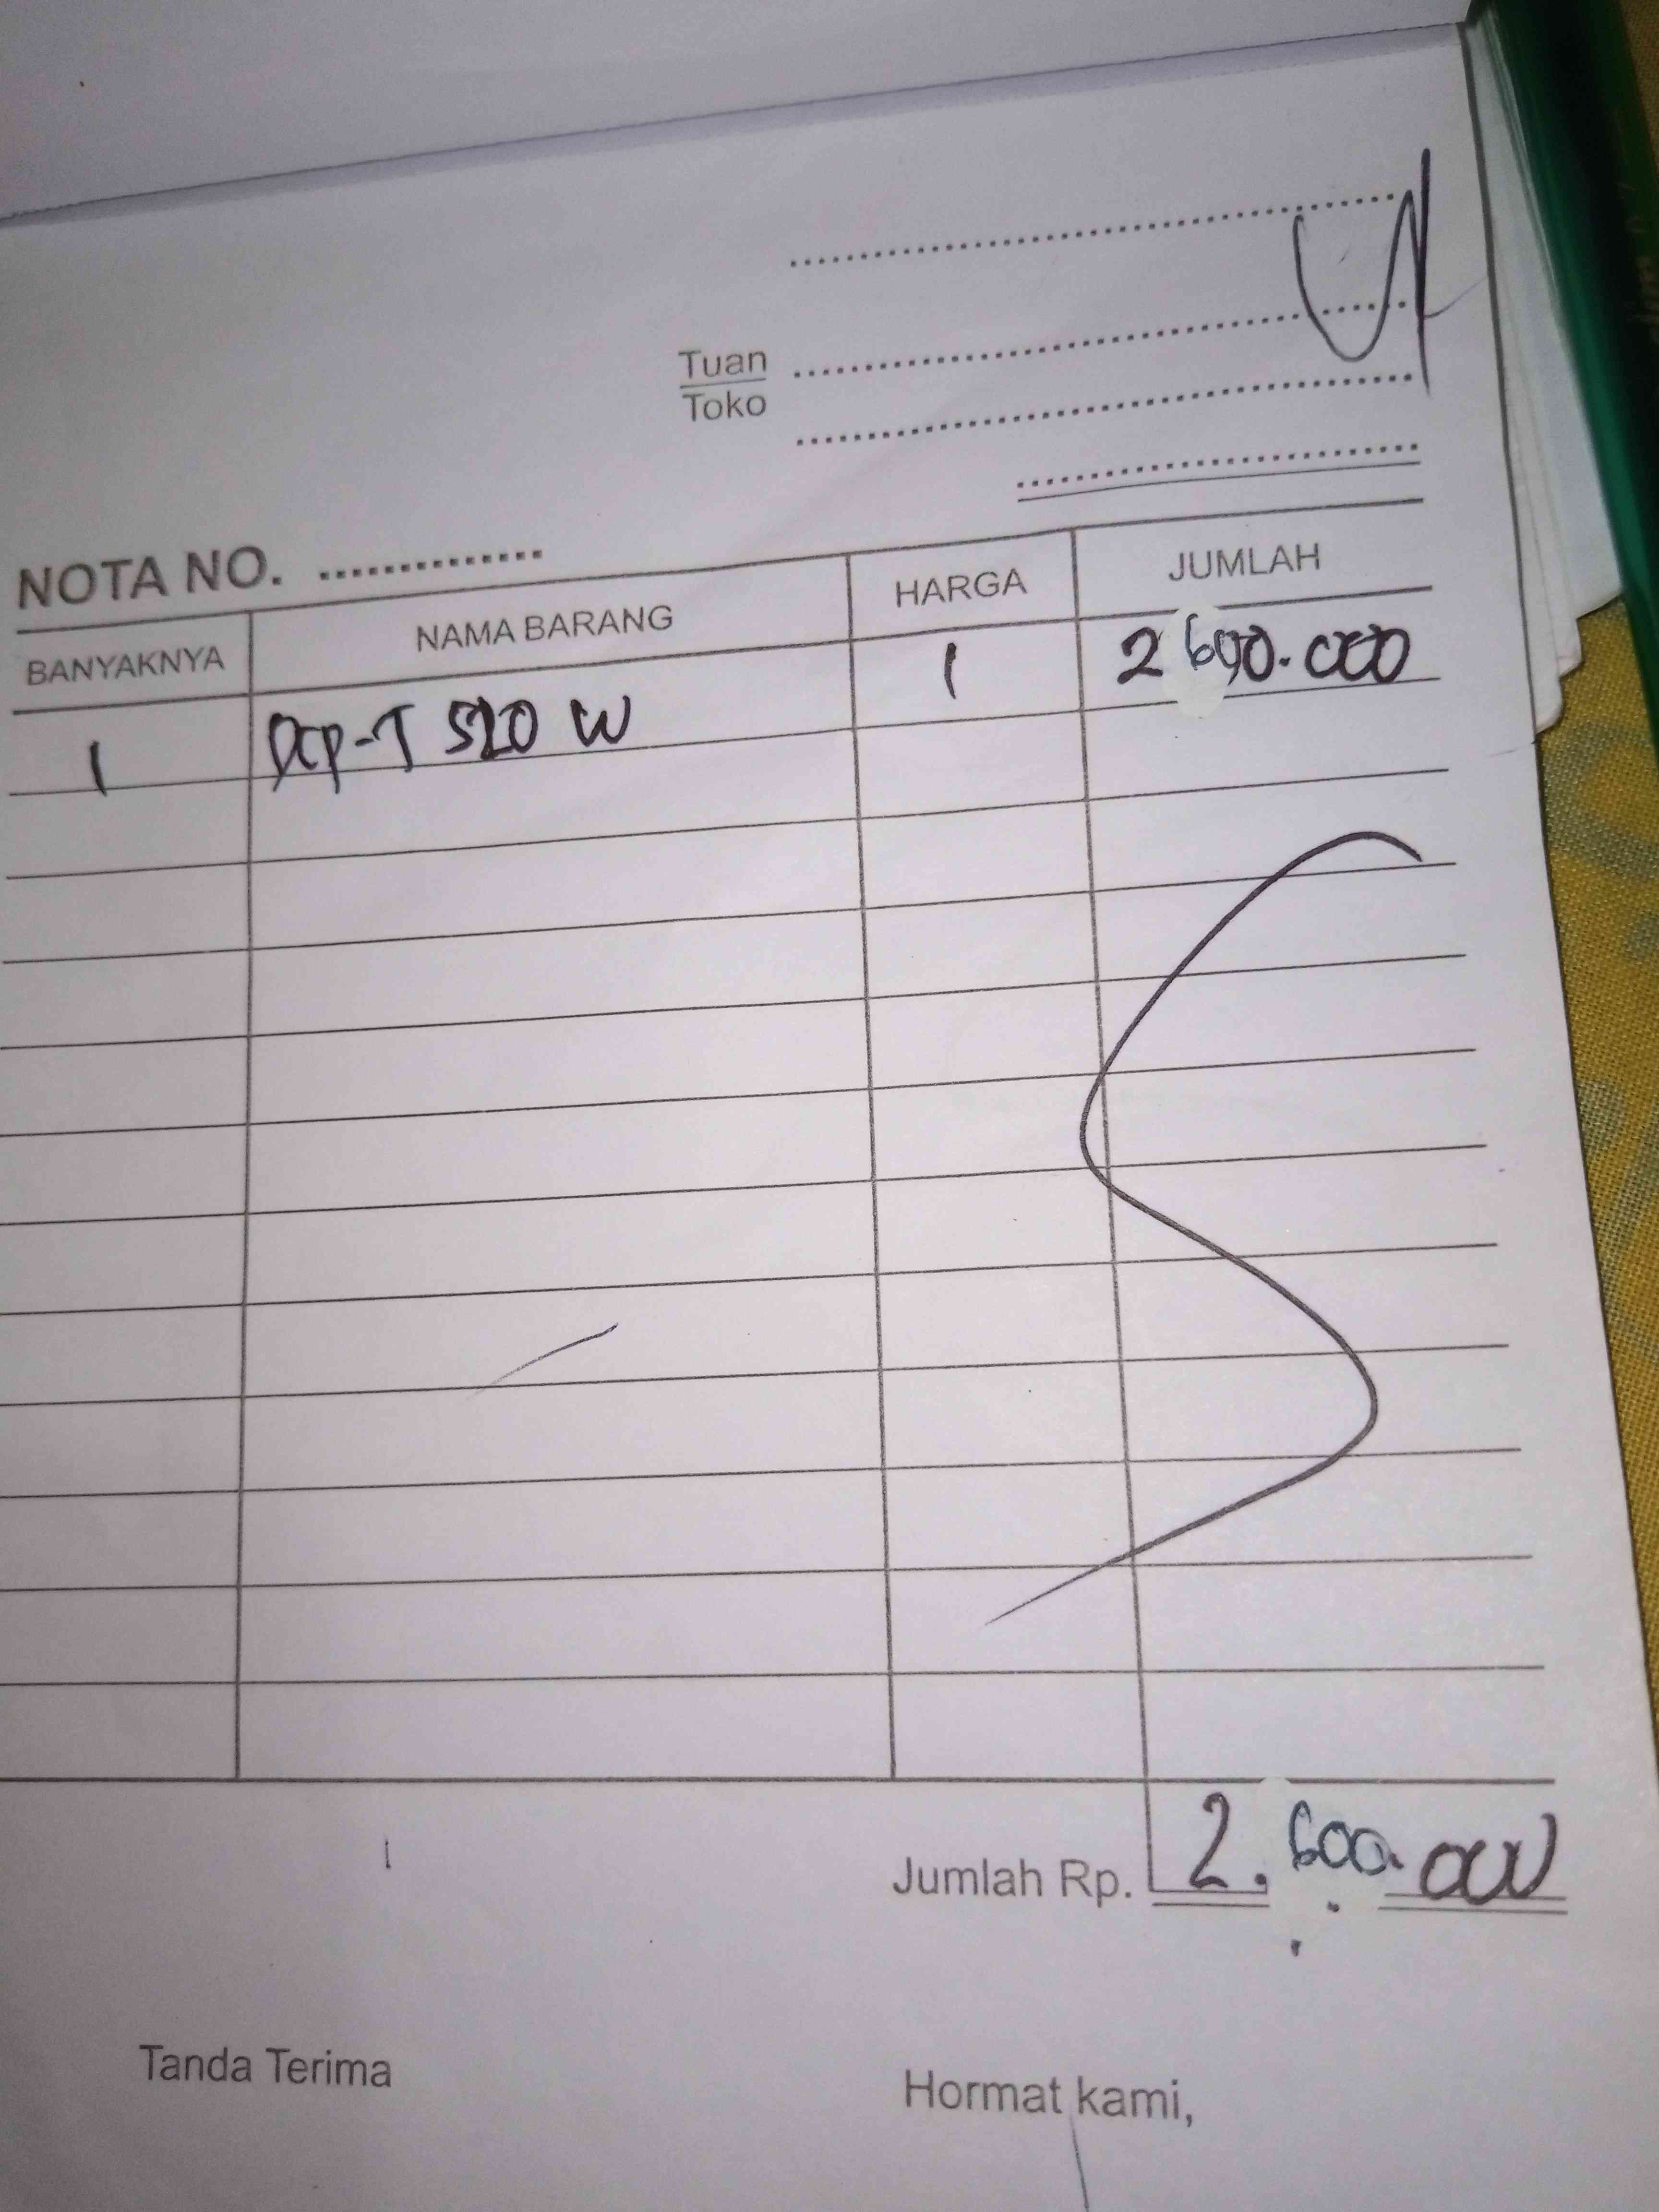 Tuan
Toko
NOTA NO. ..............
BANYAKNYA NAMA BARANG HARGA JUMLAH
1 DCP-T 520 W 1 2 600.000
Jumlah Rp. 2.600.000
Tanda Terima Hormat kami,